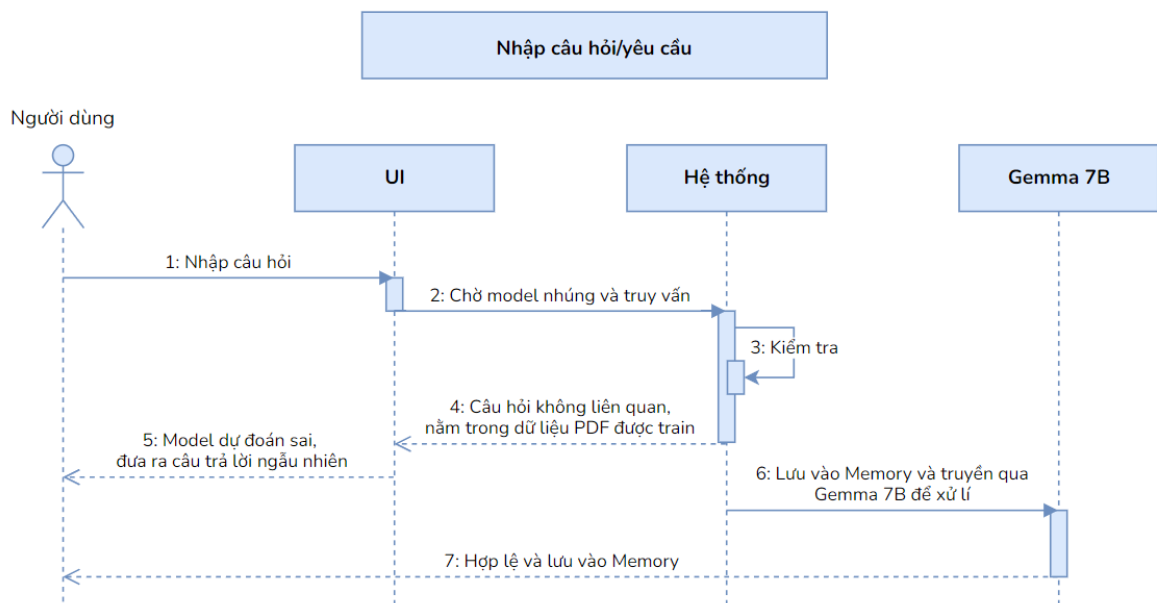 Nhập câu hỏi/yêu cầu
Người dùng
UI
Hệ thống
Gemma 7B
1: Nhập câu hỏi
2: Chờ model nhúng và truy vấn
3: Kiểm tra
4: Câu hỏi không liên quan,
nằm trong dữ liệu PDF được train
5: Model dự đoán sai,
đưa ra câu trả lời ngẫu nhiên
6: Lưu vào Memory và truyền qua
Gemma 7B để xử lí
7: Hợp lệ và lưu vào Memory